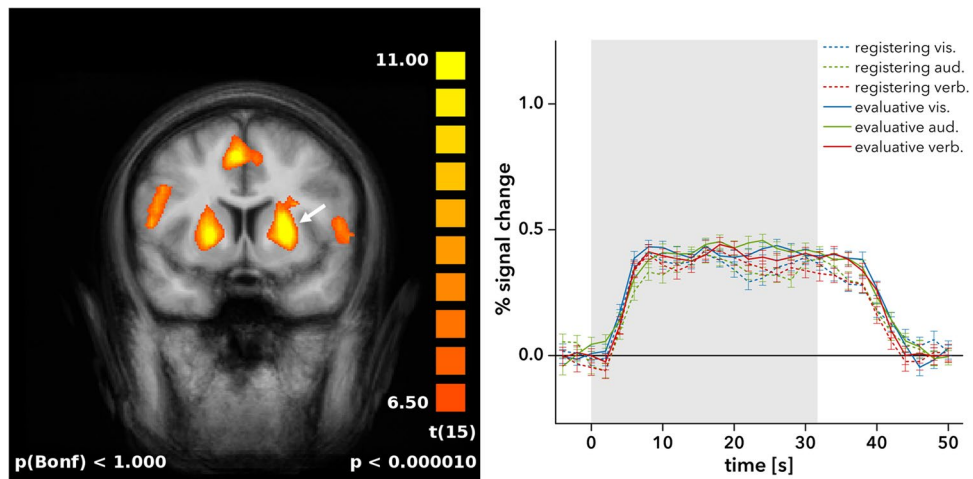 11.00
6.50
t(15)
p(Bonf) < 1.000
p < 0.000010
registering vis.
registering aud.
registering verb.
evaluative vis.
evaluative aud.
evaluative verb.
% signal change
1.0
0.5
0.0
0 10 20 30 40 50
time [s]